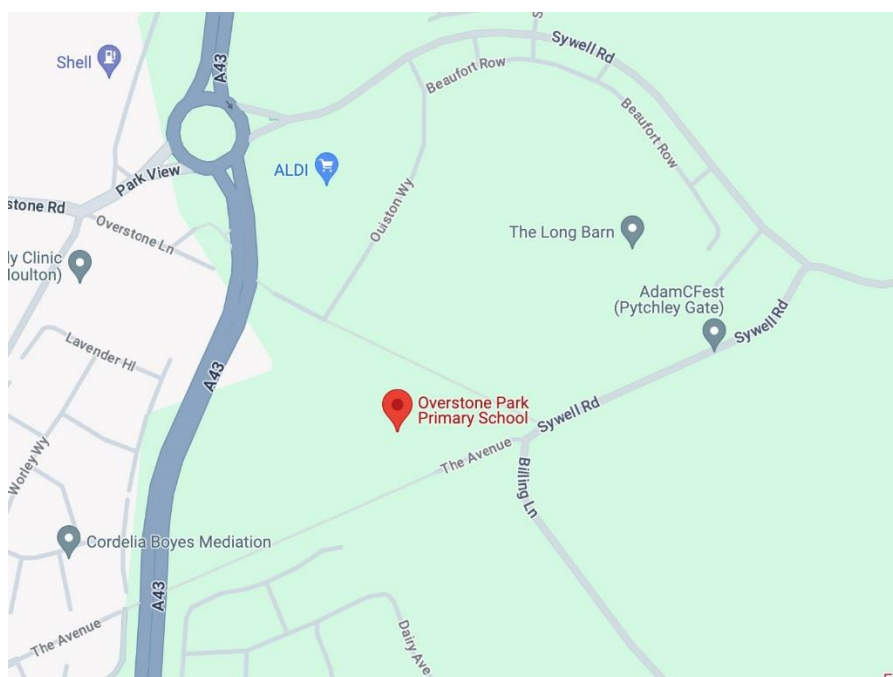 Sywell Rd
S
A43
Shell
Beaufort Row
Beaufort Row
ALDI
Park View
stone Rd
Ouiston Wy
Overstone Ln
The Long Barn
ly Clinic
oulton)
AdamCFest
(Pytchley Gate)
Sywell Rd
Lavender Hl
A43
Overstone Park
Primary School
Sywell Rd
The Avenue
Billing Ln
Worley Wy
Cordelia Boyes Mediation
A43
The Avenue
Dairy Ave